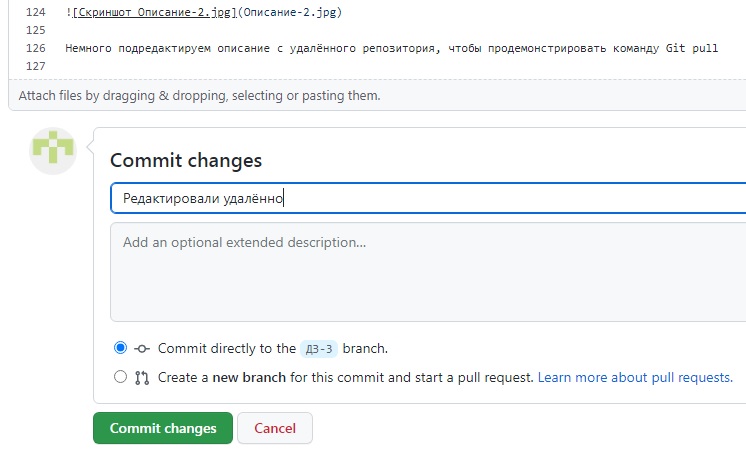 124 ![Скриншот Описание-2.jpg](Описание-2.jpg)
125
126 Немного подредактируем описание с удалённого репозитория, чтобы продемонстрировать команду Git pull
127
Attach files by dragging & dropping, selecting or pasting them.
Commit changes
Редактировали удалённо
Add an optional extended description...
Commit directly to the ДЗ-3 branch.
Create a new branch for this commit and start a pull request. Learn more about pull requests.
Commit changes Cancel